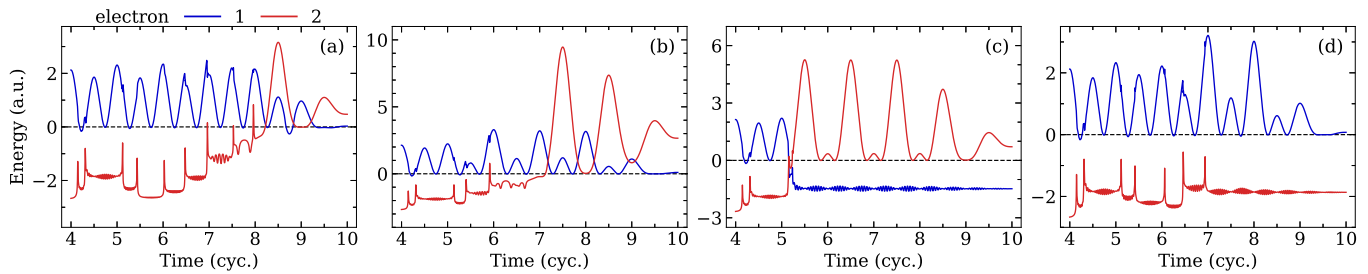 electron 1 2
(a) (b) (c) (d)
Energy (a.u.)
2 0 −2
10 5 0
6 3 0 −3
2 0 −2
4 5 6 7 8 9 10 4 5 6 7 8 9 10 4 5 6 7 8 9 10 4 5 6 7 8 9 10
Time (cyc.) Time (cyc.) Time (cyc.) Time (cyc.)